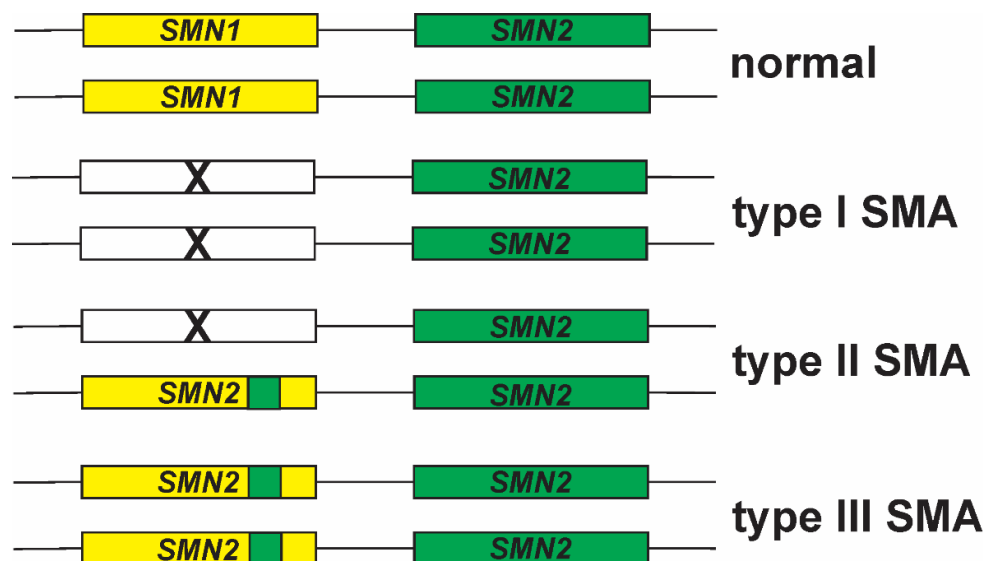 SMN1 SMN2
normal
SMN1 SMN2
X SMN2
type I SMA
X SMN2
X SMN2
type II SMA
SMN2 SMN2
SMN2 SMN2
type III SMA
SMN2 SMN2